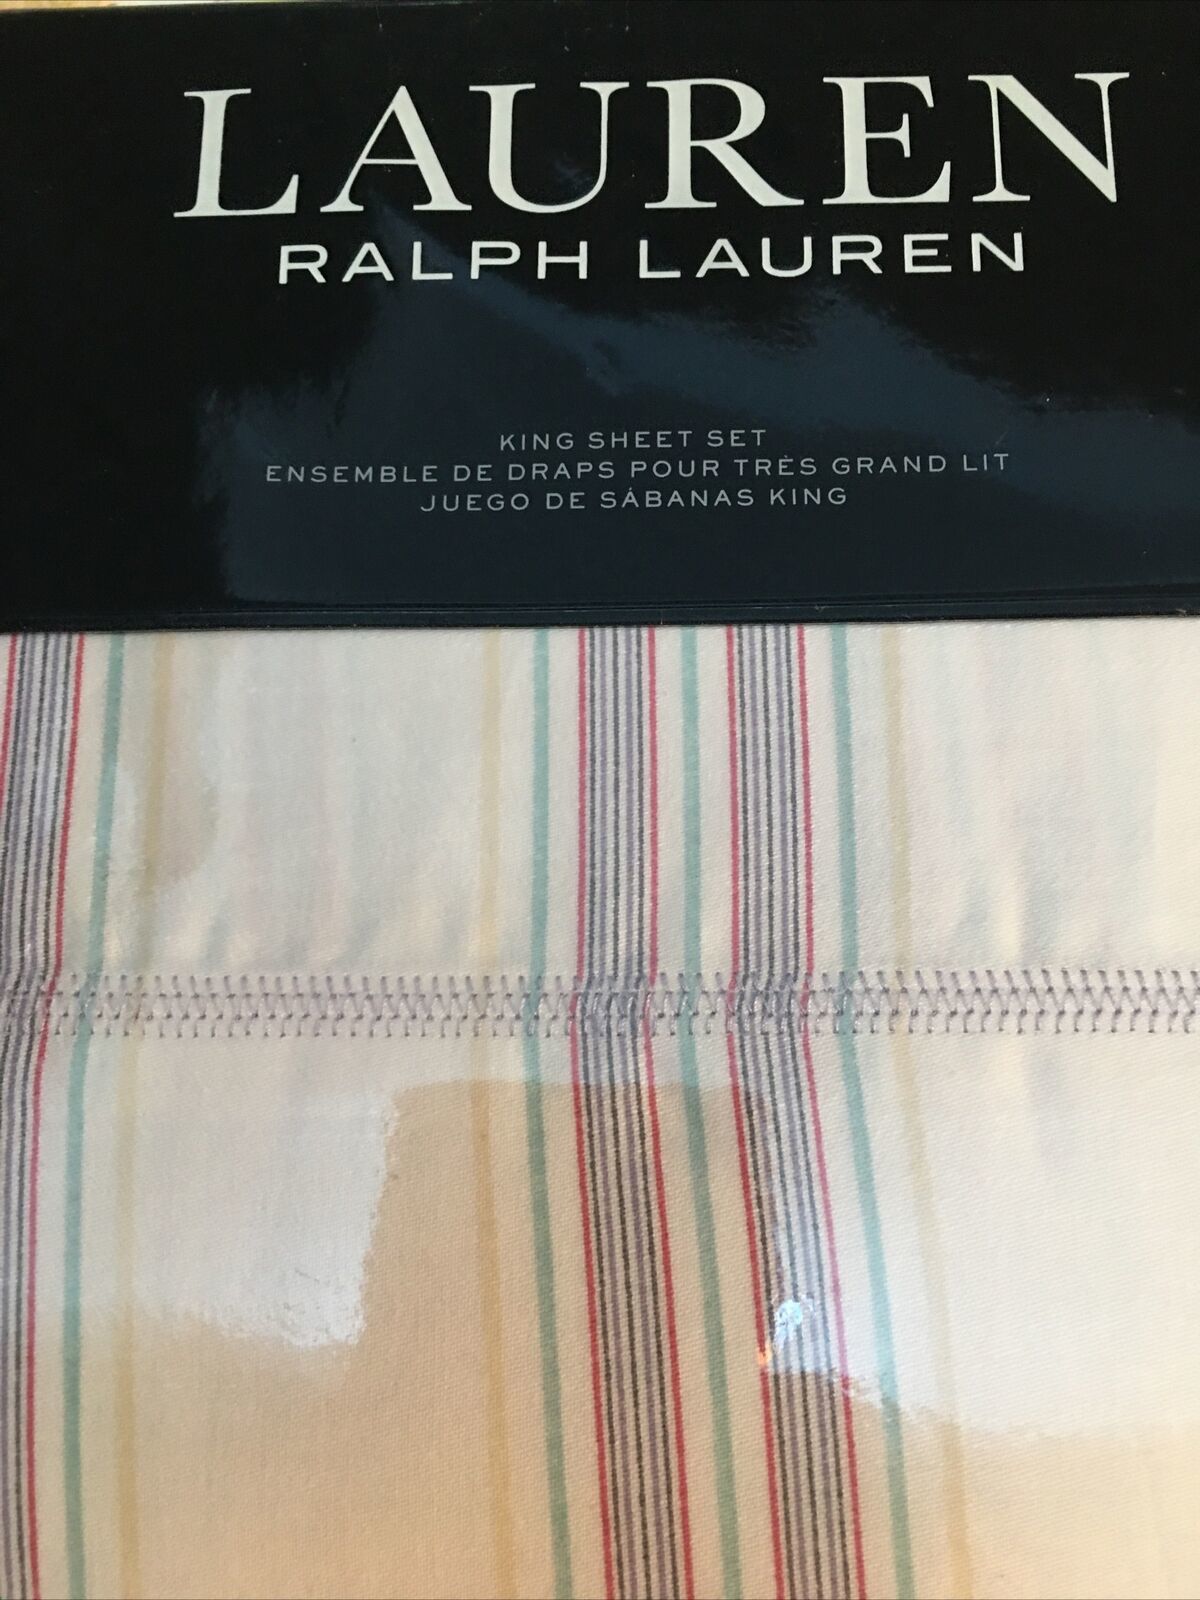 LAUREN
RALPH LAUREN
KING SHEET SET
ENSEMBLE DE DRAPS POUR TRÈS GRAND LIT
JUEGO DE SÁBANAS KING